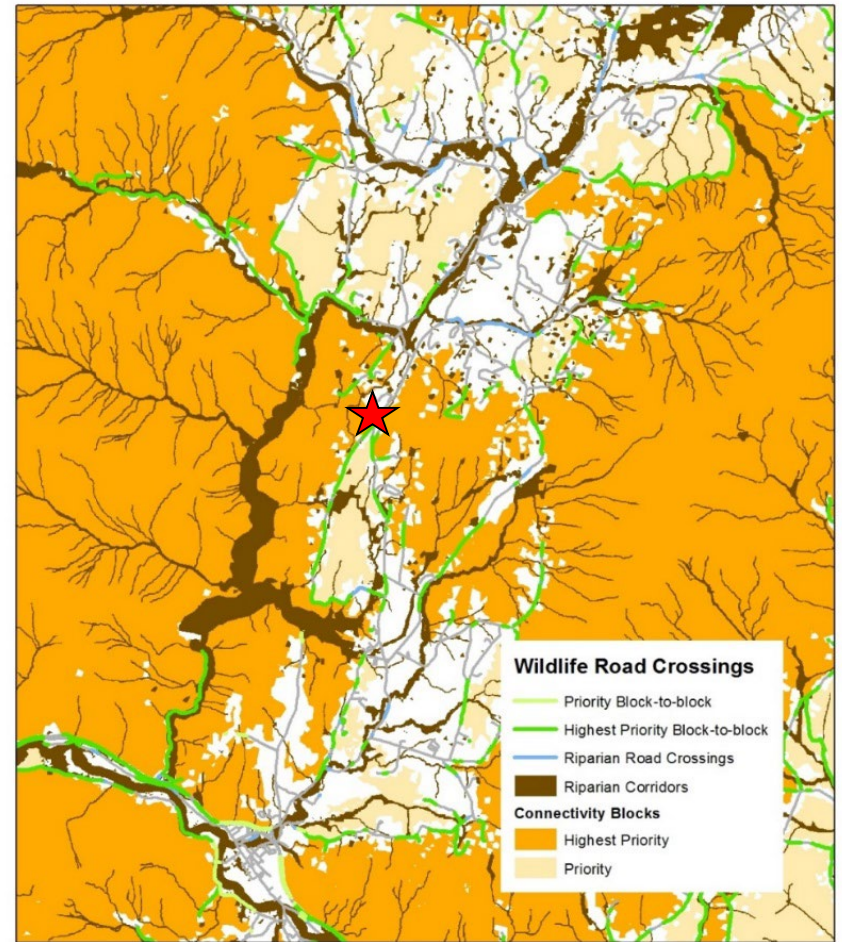 Wildlife Road Crossings
Priority Block-to-block
Highest Priority Block-to-block
Riparian Road Crossings
Riparian Corridors
Connectivity Blocks
Highest Priority
Priority